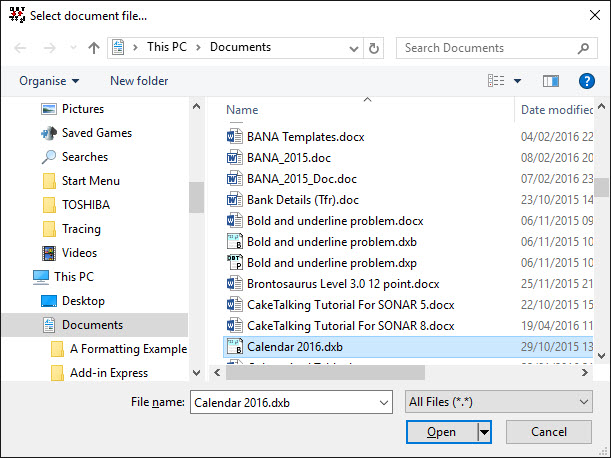 Select document file...
This PC > Documents
Search Documents
Organise
New folder
Pictures
Saved Games
Searches
Start Menu
TOSHIBA
Tracing
Videos
This PC
Desktop
Documents
A Formatting Example
Add-in Express
Name
Date modified
BANA Templates.docx 04/02/2016 22
BANA_2015.doc 08/02/2016 20
BANA_2015_Doc.doc 07/02/2016 23
Bank Details (Tfr).doc 23/10/2015 14
Bold and underline problem.docx 06/11/2015 09
Bold and underline problem.dxb 06/11/2015 10
Bold and underline problem.dxp 06/11/2015 10
Brontosaurus Level 3.0 12 point.docx 25/11/2015 21
CakeTalking Tutorial For SONAR 5.docx 22/10/2015 15
CakeTalking Tutorial For SONAR 8.docx 19/04/2016 11
Calendar 2016.dxb 29/10/2015 13
File name: Calendar 2016.dxb
All Files (*.*)
Open
Cancel